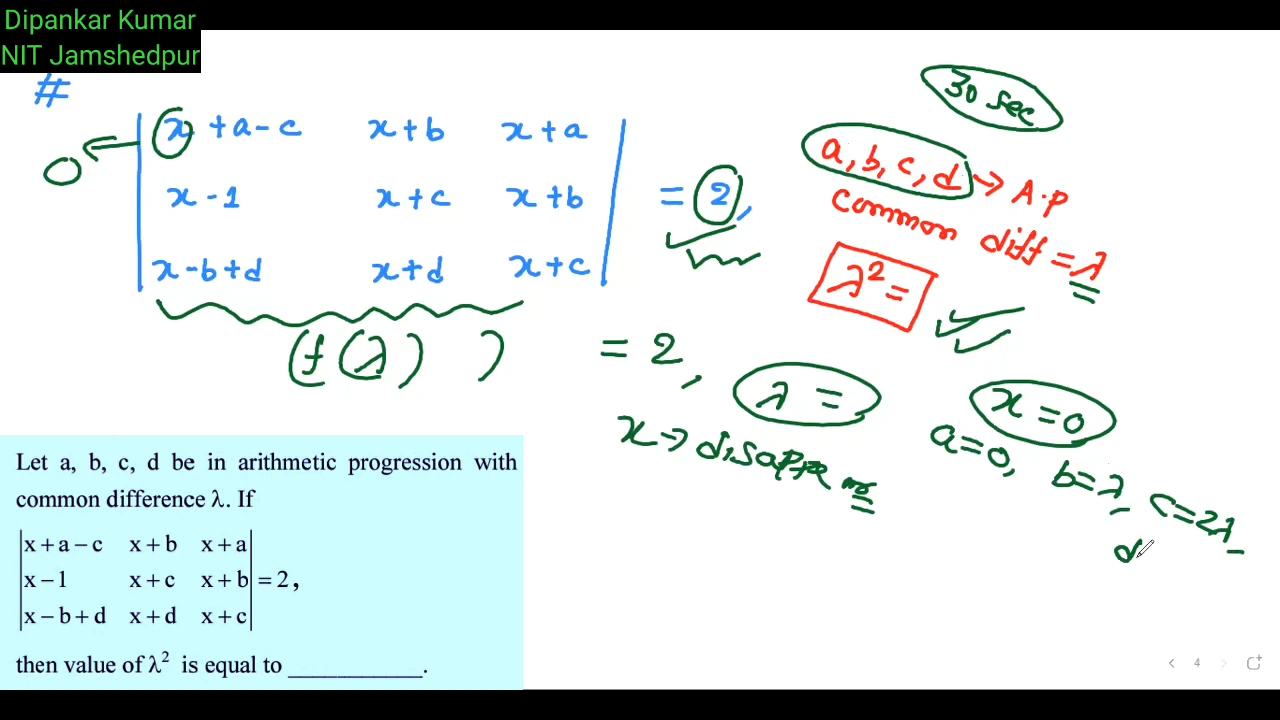 Dipankar Kumar
NIT Jamshedpur
#
30 sec
x + a - c x + b x + a
x - 1 x + c x + b
x - b + d x + d x + c
= 2,
0
a, b, c, d → A.P
common diff = λ
λ² =
(f(λ) ) = 2, λ = x = 0
x →
a = 0, b = λ, c = 2λ
d
Let a, b, c, d be in arithmetic progression with
common difference λ. If
x + a − c x + b x + a
x − 1 x + c x + b = 2,
x − b + d x + d x + c
then value of λ² is equal to ____________.
4